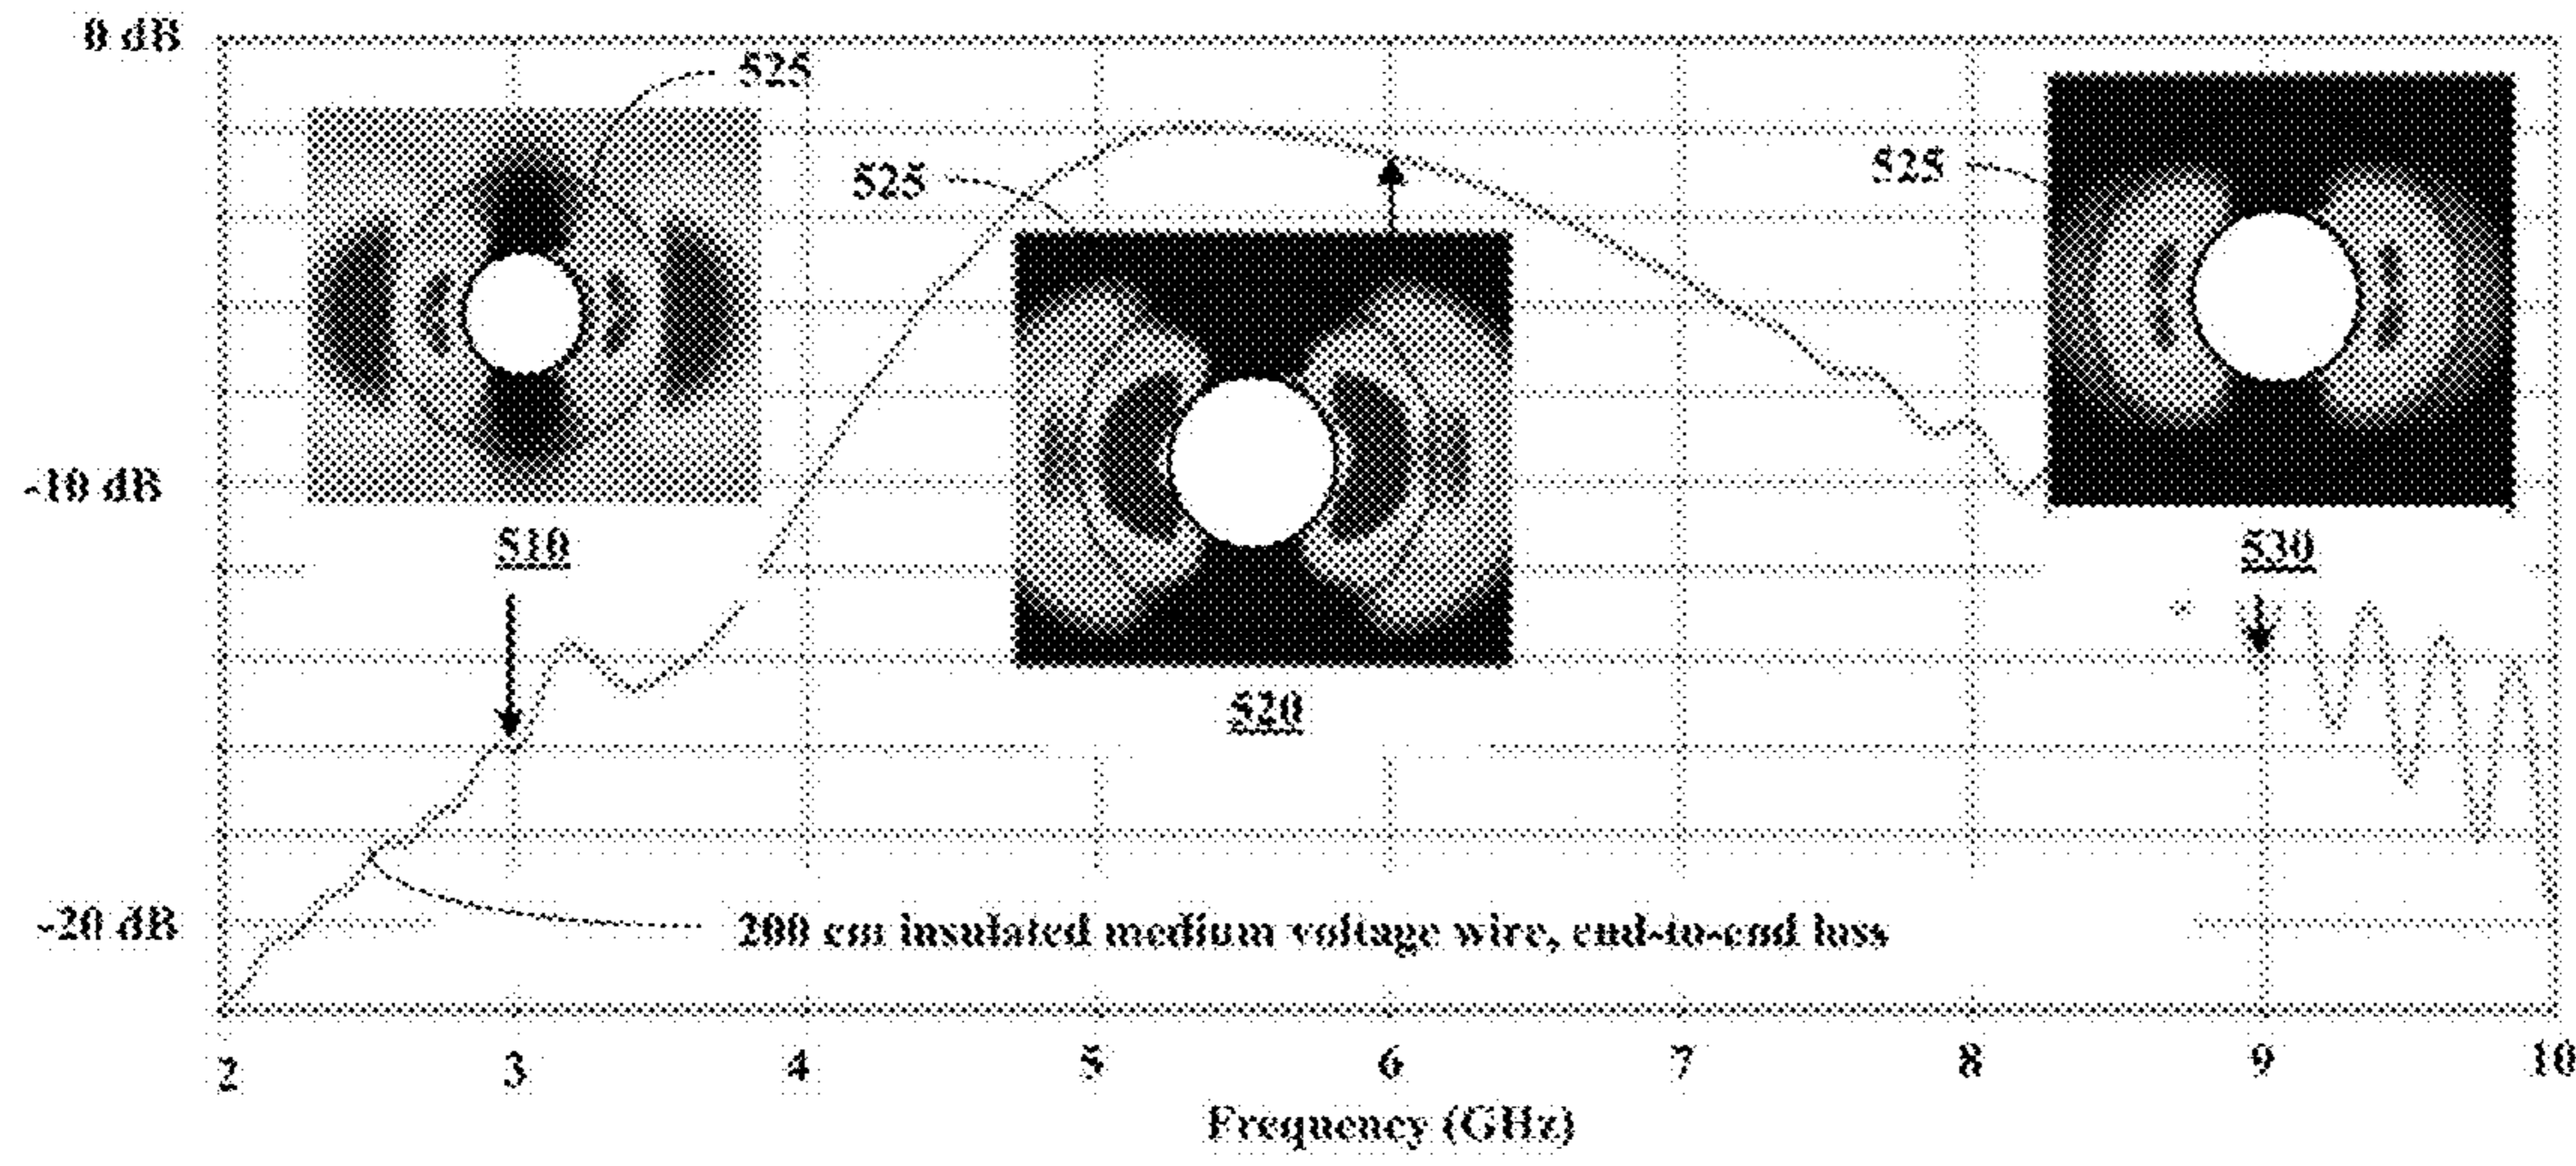 0 dB
525
525
525
-10 dB
510
530
520
-20 dB
200 cm insulated medium voltage wire, end-to-end loss
2 3 4 5 6 7 8 9 10
Frequency (GHz)